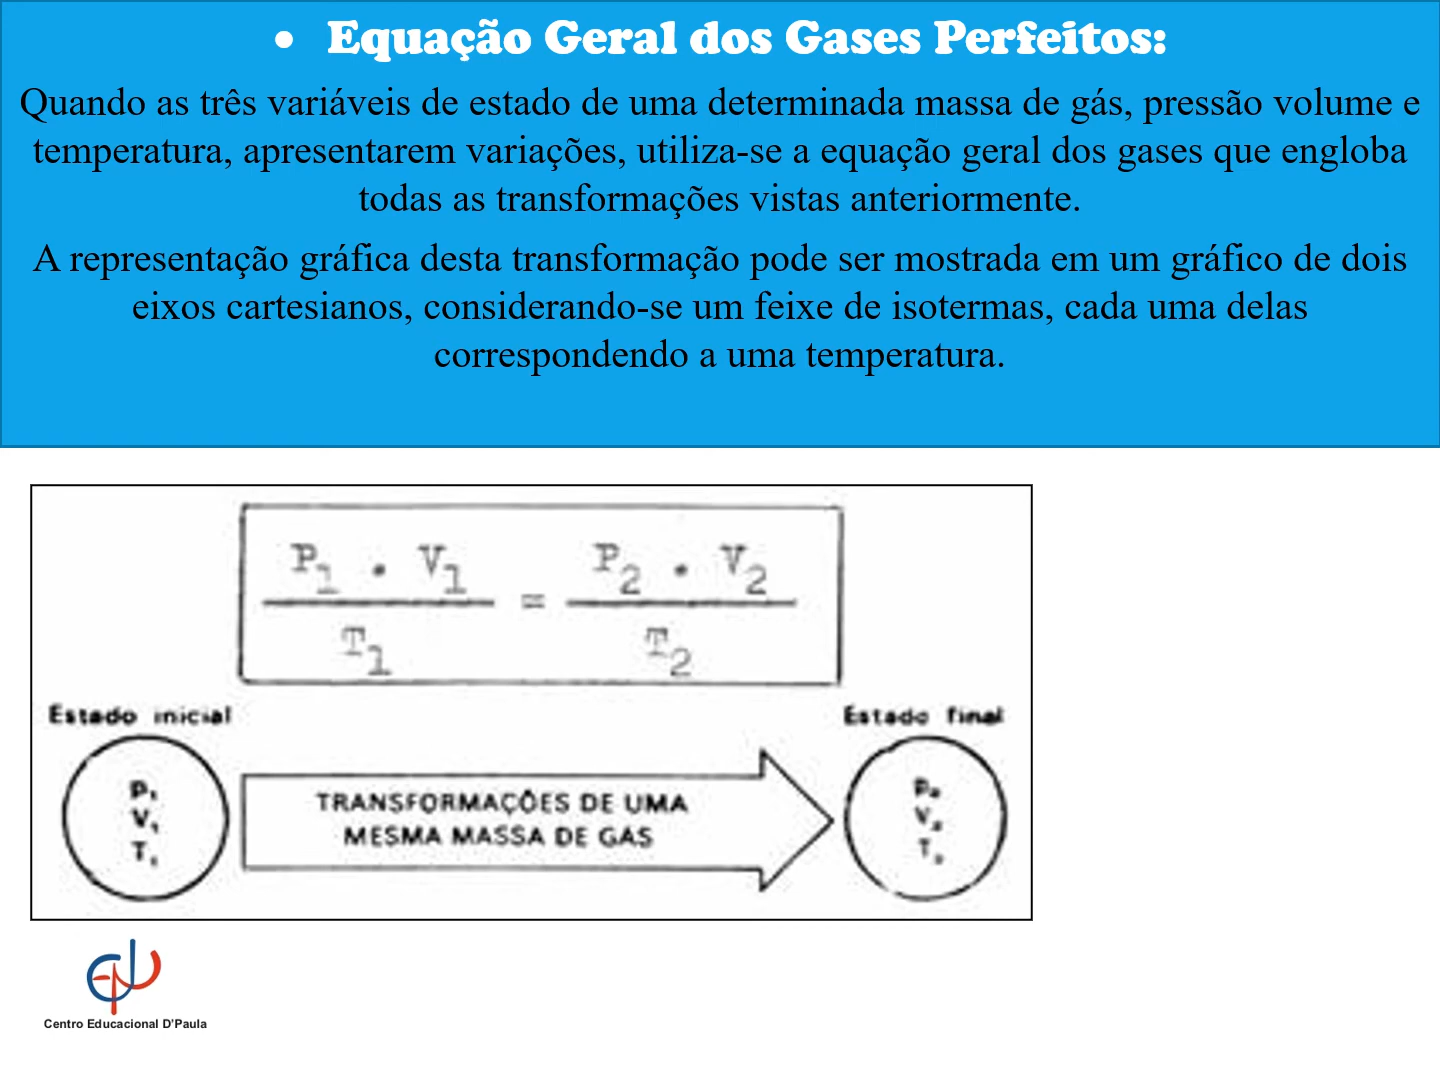 • Equação Geral dos Gases Perfeitos:
Quando as três variáveis de estado de uma determinada massa de gás, pressão volume e
temperatura, apresentarem variações, utiliza-se a equação geral dos gases que engloba
todas as transformações vistas anteriormente.
A representação gráfica desta transformação pode ser mostrada em um gráfico de dois
eixos cartesianos, considerando-se um feixe de isotermas, cada uma delas
correspondendo a uma temperatura.
P1 . V1 = P2 . V2
T1 T2
Estado inicial
Estado final
P1
V1
T1
TRANSFORMAÇÕES DE UMA
MESMA MASSA DE GÁS
P2
V2
T2
Centro Educacional D'Paula